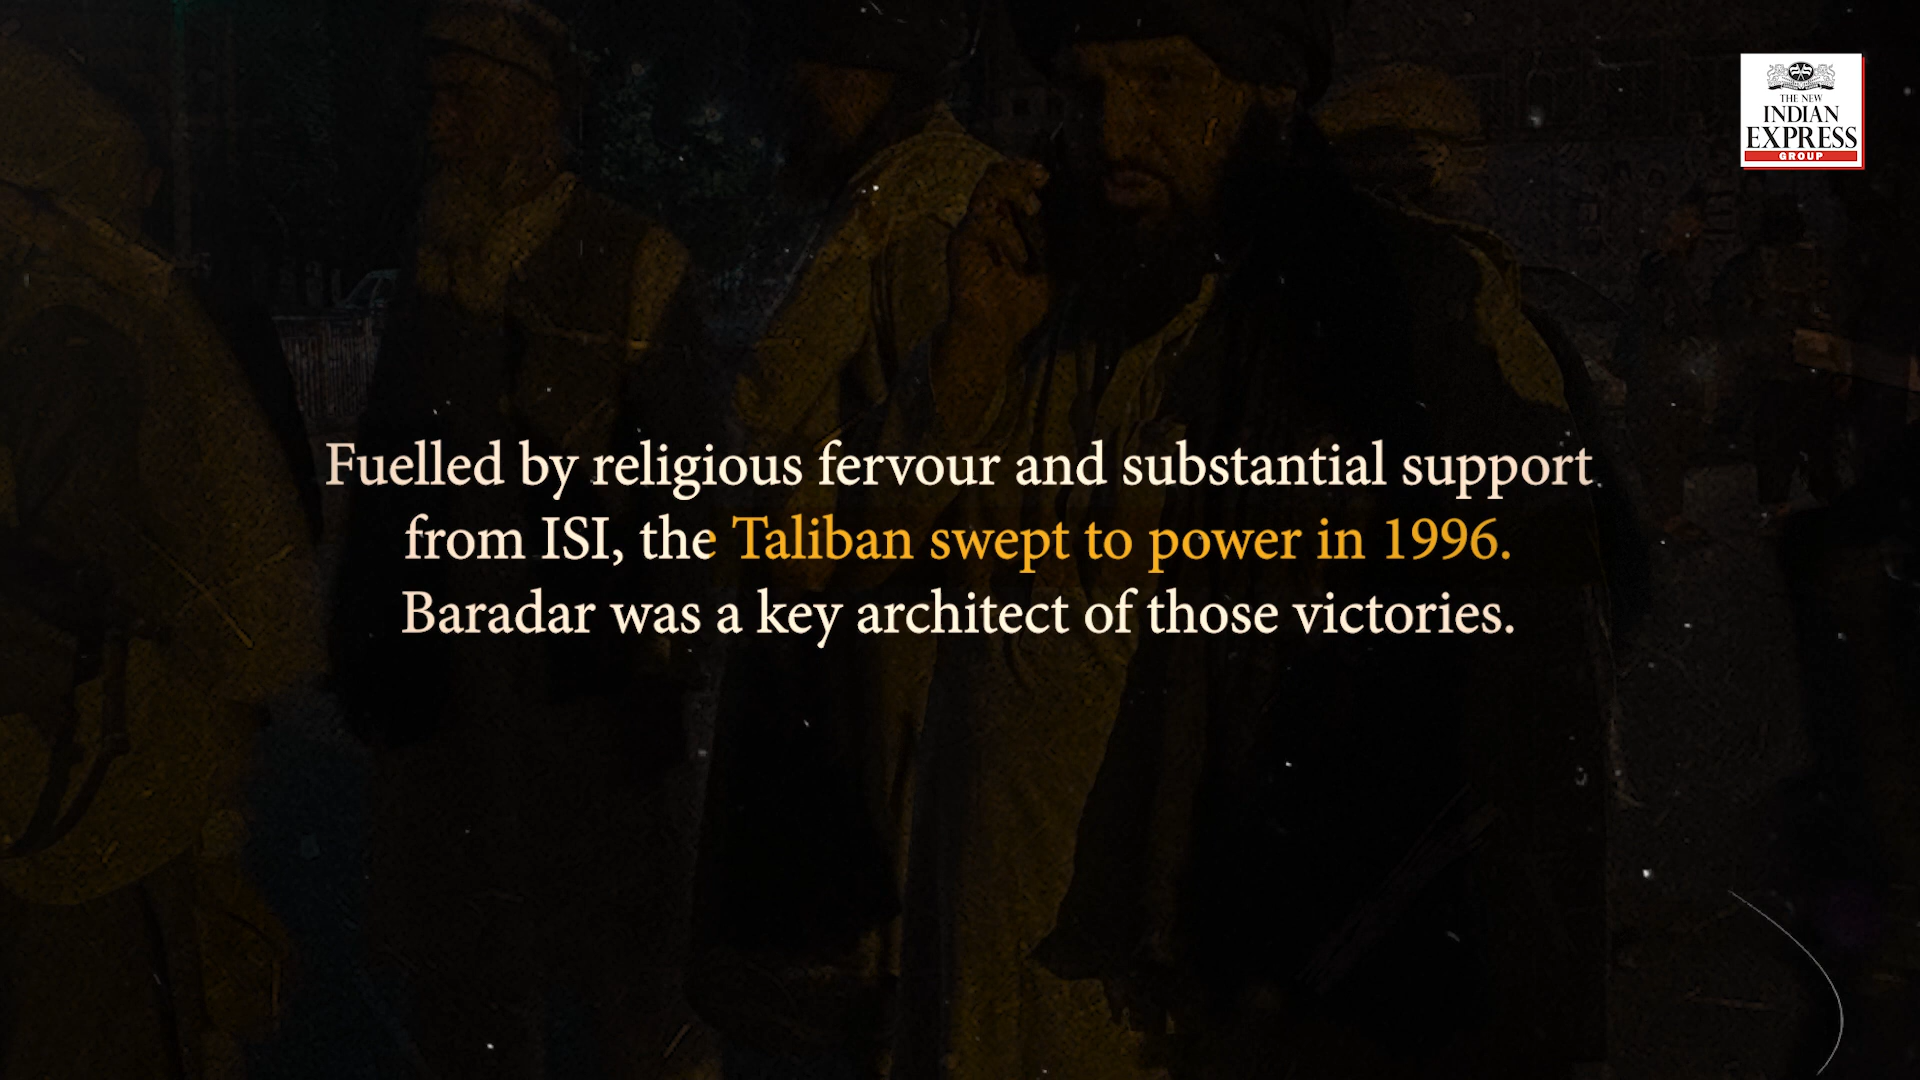 THE NEW
INDIAN
EXPRESS
GROUP
Fuelled by religious fervour and substantial support
from ISI, the Taliban swept to power in 1996.
Baradar was a key architect of those victories.